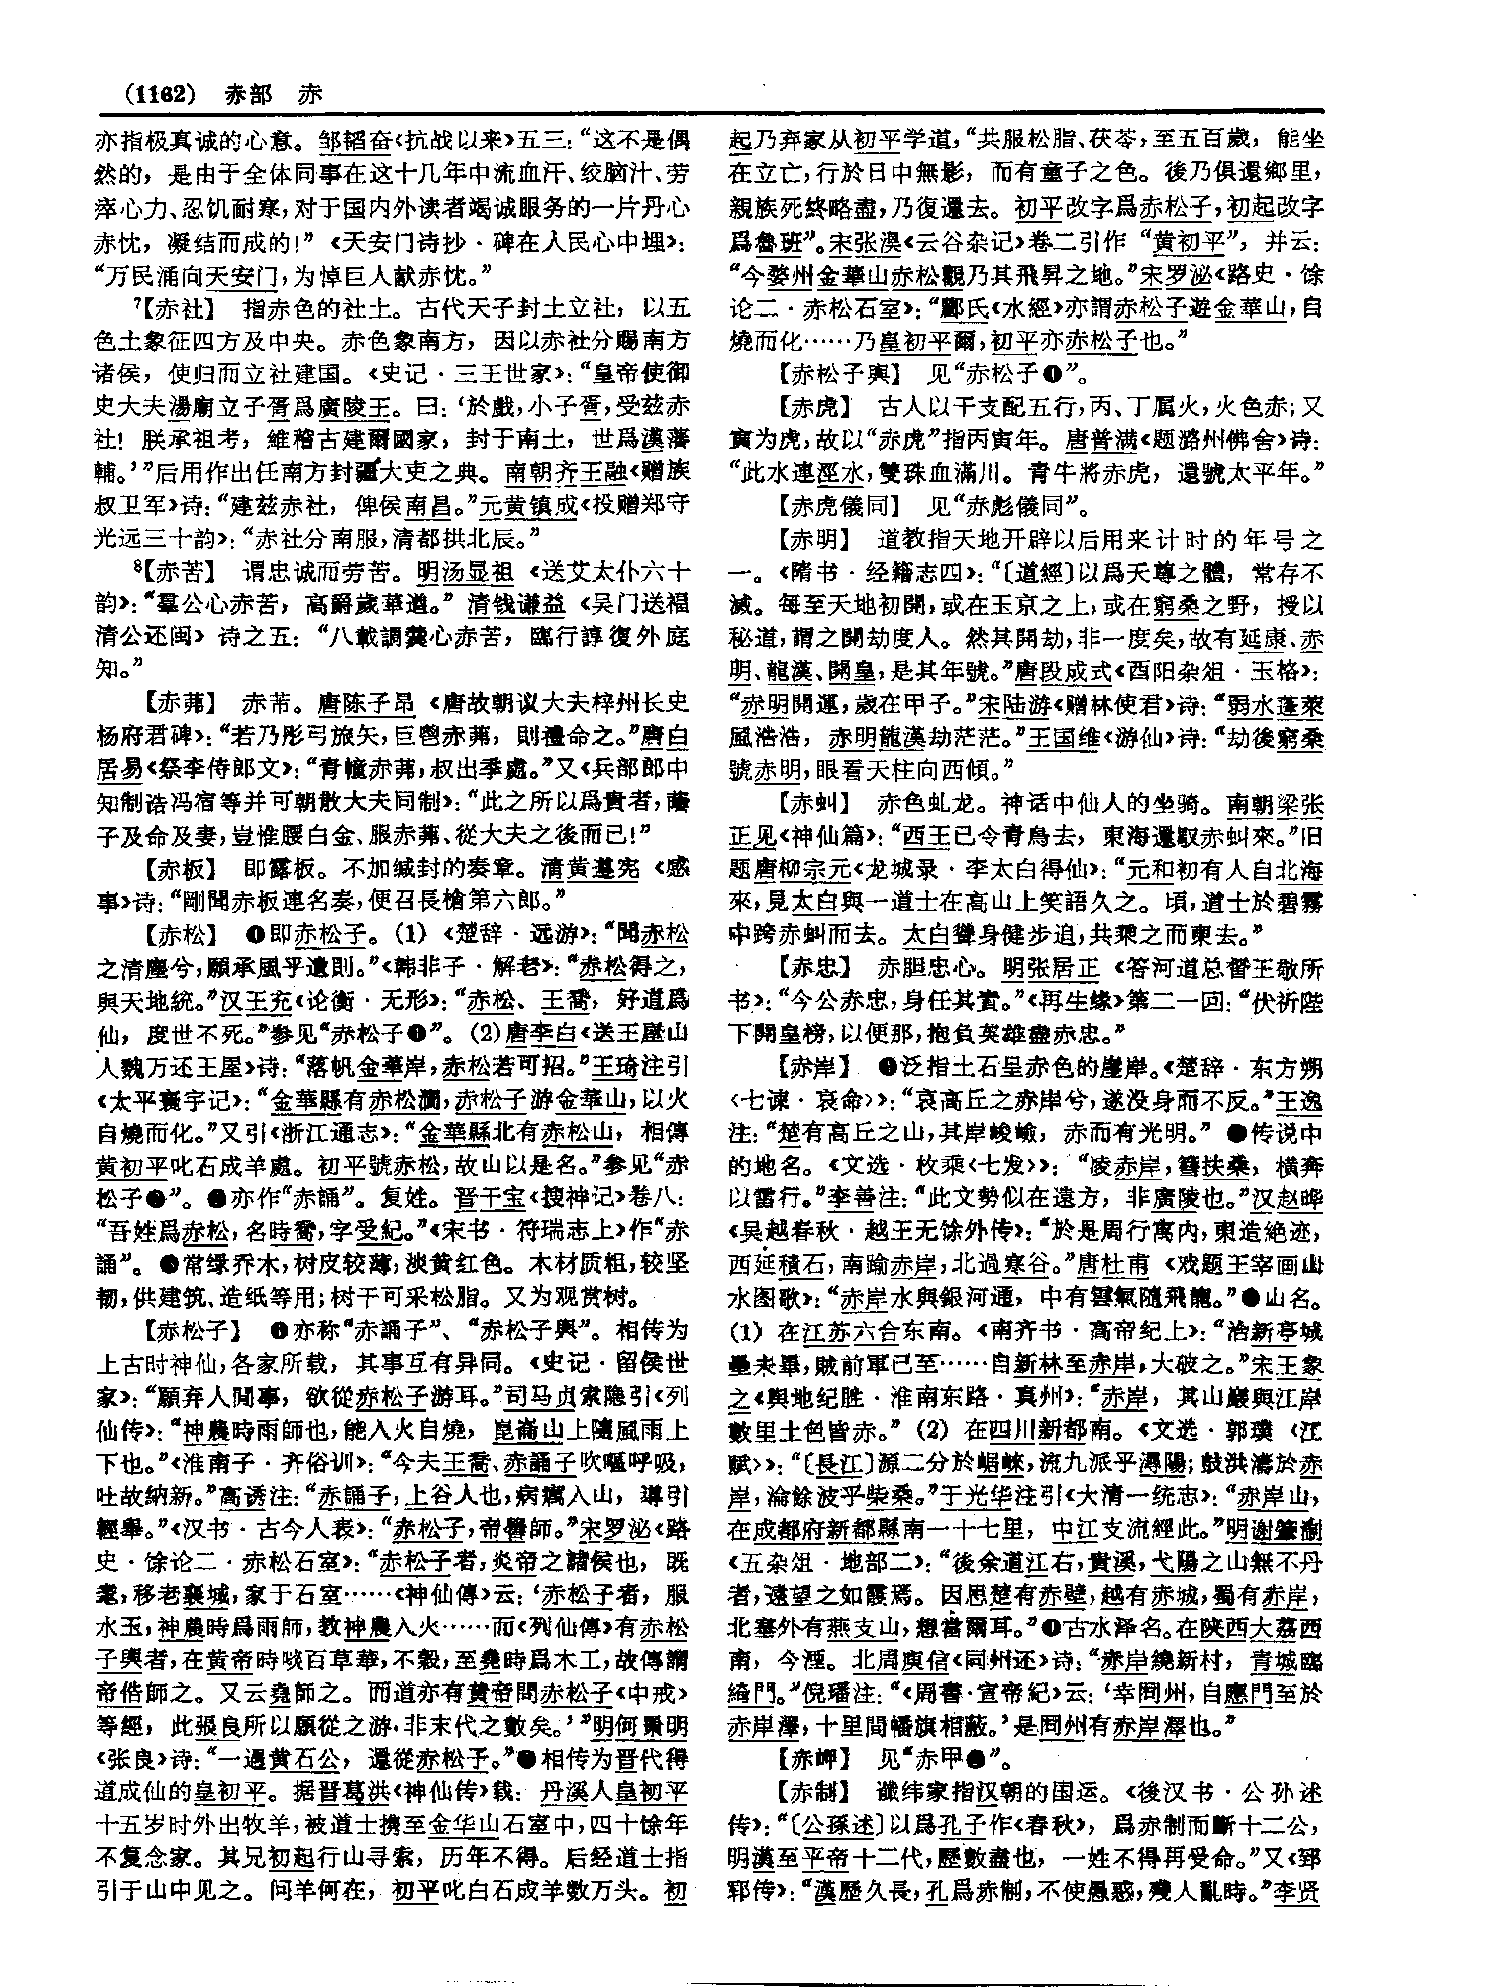 (1162) 赤部 赤
亦指极真诚的心意。邹韬奋《抗战以来》五三：“这不是偶
然的，是由于全体同事在这十几年中流血汗、绞脑汁、劳
瘁心力、忍饥耐寒，对于国内外读者竭诚服务的一片丹心
赤忱，凝结而成的！”《天安门诗抄·碑在人民心中埋》：
“万民涌向天安门，为悼巨人献赤忱。”
7【赤社】 指赤色的社土。古代天子封土立社，以五
色土象征四方及中央。赤色象南方，因以赤社分赐南方
诸侯，使归而立社建国。《史记·三王世家》：“皇帝使御
史大夫湯廟立子胥爲廣陵王。曰：‘於戲，小子胥，受兹赤
社！朕承祖考，維稽古建爾國家，封于南土，世爲漢藩
輔。’”后用作出任南方封疆大吏之典。南朝齐王融《赠族
叔卫军》诗：“建兹赤社，俾侯南昌。”元黄镇成《投赠郑守
光远三十韵》：“赤社分南服，清都拱北辰。”
8【赤苦】 谓忠诚而劳苦。明汤显祖《送艾太仆六十
韵》：“羣公心赤苦，高爵歲華遒。”清钱谦益《吴门送福
清公还闽》诗之五：“八載調羹心赤苦，臨行諄復外庭
知。”
【赤芾】 赤芾。唐陈子昂《唐故朝议大夫梓州长史
杨府君碑》：“若乃彤弓旅矢，巨鬯赤茀，則禮命之。”唐白
居易《祭李侍郎文》：“青幢赤茀，叔出季處。”又《兵部郎中
知制诰冯宿等并可朝散大夫同制》：“此之所以爲貴者，蔭
子及命及妻，豈惟腰白金、服赤茀、從大夫之後而已！”
【赤板】 即露板。不加缄封的奏章。清黄遵宪《感
事》诗：“剛聞赤板連名奏，便召長槍第六郎。”
【赤松】 ❶即赤松子。(1)《楚辞·远游》：“聞赤松
之清塵兮，願承風乎遺則。”《韩非子·解老》：“赤松得之，
與天地統。”汉王充《论衡·无形》：“赤松、王喬，好道爲
仙，度世不死。”参见“赤松子❶”。(2)唐李白《送王屋山
人魏万还王屋》诗：“落帆金華岸，赤松若可招。”王琦注引
《太平寰宇记》：“金華縣有赤松澗，赤松子游金華山，以火
自燒而化。”又引《浙江通志》：“金華縣北有赤松山，相傳
黄初平叱石成羊處。初平號赤松，故山以是名。”参见“赤
松子❷”。❷亦作“赤誦”。复姓。晋干宝《搜神记》卷八：
“吾姓爲赤松，名時喬，字受紀。”《宋书·符瑞志上》作“赤
誦”。❸常绿乔木，树皮较薄，淡黄红色。木材质粗，较坚
韧，供建筑、造纸等用；树干可采松脂。又为观赏树。
【赤松子】 ❶亦称“赤誦子”、“赤松子輿”。相传为
上古时神仙，各家所载，其事互有异同。《史记·留侯世
家》：“願弃人閒事，欲從赤松子游耳。”司马贞索隐引《列
仙传》：“神農時雨師也，能入火自燒，崑崙山上隨風雨上
下也。”《淮南子·齐俗训》：“今夫王喬、赤誦子吹嘔呼吸，
吐故納新。”高诱注：“赤誦子，上谷人也，病癘入山，導引
輕舉。”《汉书·古今人表》：“赤松子，帝嚳師。”宋罗泌《路
史·馀论二·赤松石室》：“赤松子者，炎帝之諸侯也，既
耄，移老襄城，家于石室……《神仙傳》云：‘赤松子者，服
水玉，神農時爲雨師，教神農入火……而《列仙傳》有赤松
子輿者，在黄帝時啖百草華，不穀，至堯時爲木工，故傳謂
帝俈師之。又云堯師之。而道亦有黄帝問赤松子《中戒》
等經，此張良所以願從之游，非末代之數矣。’”明何景明
《张良》诗：“一遇黄石公，還從赤松子。”❷相传为晋代得
道成仙的皇初平。据晋葛洪《神仙传》载：丹溪人皇初平
十五岁时外出牧羊，被道士携至金华山石室中，四十馀年
不复念家。其兄初起行山寻索，历年不得。后经道士指
引于山中见之。问羊何在，初平叱白石成羊数万头。初
起乃弃家从初平学道，“共服松脂、茯苓，至五百歲，能坐
在立亡，行於日中無影，而有童子之色。後乃俱還鄉里，
親族死終略盡，乃復還去。初平改字爲赤松子，初起改字
爲魯班”。宋张淏《云谷杂记》卷二引作“黄初平”，并云：
“今婺州金華山赤松觀乃其飛昇之地。”宋罗泌《路史·馀
论二·赤松石室》：“酈氏《水經》亦謂赤松子遊金華山，自
燒而化……乃皇初平爾，初平亦赤松子也。”
【赤松子輿】 见“赤松子❶”。
【赤虎】 古人以干支配五行，丙、丁属火，火色赤；又
寅为虎，故以“赤虎”指丙寅年。唐普满《题潞州佛舍》诗：
“此水連涇水，雙珠血滿川。青牛將赤虎，還號太平年。”
【赤虎儀同】 见“赤彪儀同”。
【赤明】 道教指天地开辟以后用来计时的年号之
一。《隋书·经籍志四》：“〔道經〕以爲天尊之體，常存不
滅。每至天地初開，或在玉京之上，或在窮桑之野，授以
秘道，謂之開劫度人。然其開劫，非一度矣，故有延康、赤
明、龍漢、開皇，是其年號。”唐段成式《酉阳杂俎·玉格》：
“赤明開運，歲在甲子。”宋陆游《赠林使君》诗：“弱水蓬萊
風浩浩，赤明龍漢劫茫茫。”王国维《游仙》诗：“劫後窮桑
號赤明，眼看天柱向西傾。”
【赤虯】 赤色虬龙。神话中仙人的坐骑。南朝梁张
正见《神仙篇》：“西王已令青鳥去，東海還馭赤虯來。”旧
题唐柳宗元《龙城录·李太白得仙》：“元和初有人自北海
來，見太白與一道士在高山上笑語久之。頃，道士於碧霧
中跨赤虯而去。太白聳身健步追，共乘之而東去。”
【赤忠】 赤胆忠心。明张居正《答河道总督王敬所
书》：“今公赤忠，身任其責。”《再生缘》第二一回：“伏祈陛
下開皇榜，以便那，抱負英雄盡赤忠。”
【赤岸】 ❶泛指土石呈赤色的崖岸。《楚辞·东方朔
〈七谏·哀命〉》：“哀高丘之赤岸兮，遂没身而不反。”王逸
注：“楚有高丘之山，其岸峻嶮，赤而有光明。”❷传说中
的地名。《文选·枚乘〈七发〉》：“凌赤岸，篲扶桑，横奔
以雷行。”李善注：“此文勢似在遠方，非廣陵也。”汉赵晔
《吴越春秋·越王无馀外传》：“於是周行寓内，東造絶迹，
西延積石，南踰赤岸，北過寒谷。”唐杜甫《戏题王宰画山
水图歌》：“赤岸水與銀河通，中有雲氣隨飛龍。”❸山名。
(1) 在江苏六合东南。《南齐书·高帝纪上》：“治新亭城
壘未畢，賊前軍已至……自新林至赤岸，大破之。”宋王象
之《舆地纪胜·淮南东路·真州》：“赤岸，其山巖與江岸
數里土色皆赤。”(2) 在四川新都南。《文选·郭璞〈江
赋〉》：“〔長江〕源二分於崌崍，流九派乎潯陽；鼓洪濤於赤
岸，淪餘波乎柴桑。”于光华注引《大清一统志》：“赤岸山，
在成都府新都縣南一十七里，中江支流經此。”明谢肇淛
《五杂俎·地部二》：“後余道江右，貴溪，弋陽之山無不丹
者，遠望之如霞焉。因思楚有赤壁，越有赤城，蜀有赤岸，
北塞外有燕支山，想當爾耳。”❹古水泽名。在陕西大荔西
南，今湮。北周庾信《同州还》诗：“赤岸繞新村，青城臨
綺門。”倪璠注：“《周書·宣帝紀》云：‘幸同州，自應門至於
赤岸澤，十里間幡旗相蔽。’是同州有赤岸澤也。”
【赤岬】 见“赤甲❷”。
【赤制】 谶纬家指汉朝的国运。《後汉书·公孙述
传》：“〔公孫述〕以爲孔子作《春秋》，爲赤制而斷十二公，
明漢至平帝十二代，歷數盡也，一姓不得再受命。”又《郅
郓传》：“漢歷久長，孔爲赤制，不使愚惑，殘人亂時。”李贤